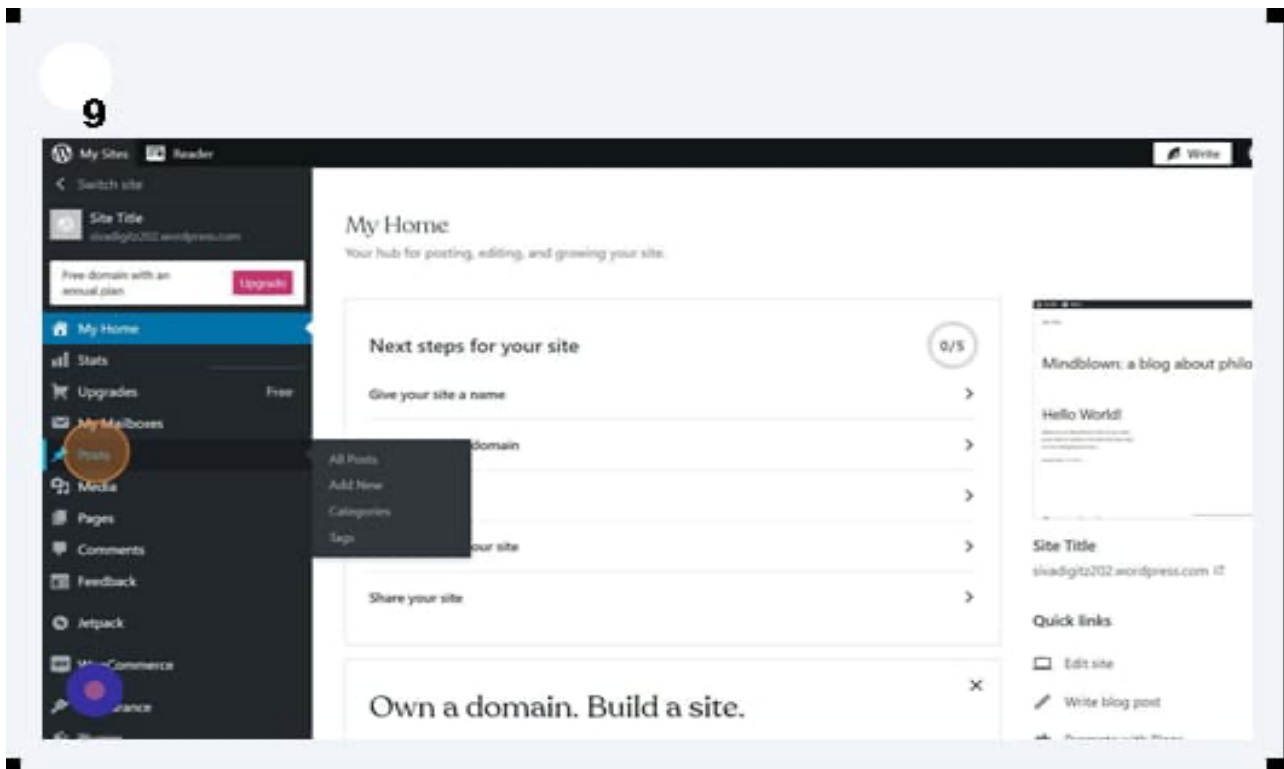 9
My Sites Reader Write
Switch site
Site Title
sivadigitz202.wordpress.com
Free domain with an
annual plan
Upgrade
My Home
Stats
Upgrades Free
My Mailboxes
Posts
Media
Pages
Comments
Feedback
Jetpack
WooCommerce
All Posts
Add New
Categories
Tags
My Home
Your hub for posting, editing, and growing your site.
Next steps for your site
0/5
Give your site a name
domain
our site
Share your site
Own a domain. Build a site.
Mindblown: a blog about philo
Hello World!
Site Title
sivadigitz202.wordpress.com
Quick links
Edit site
Write blog post